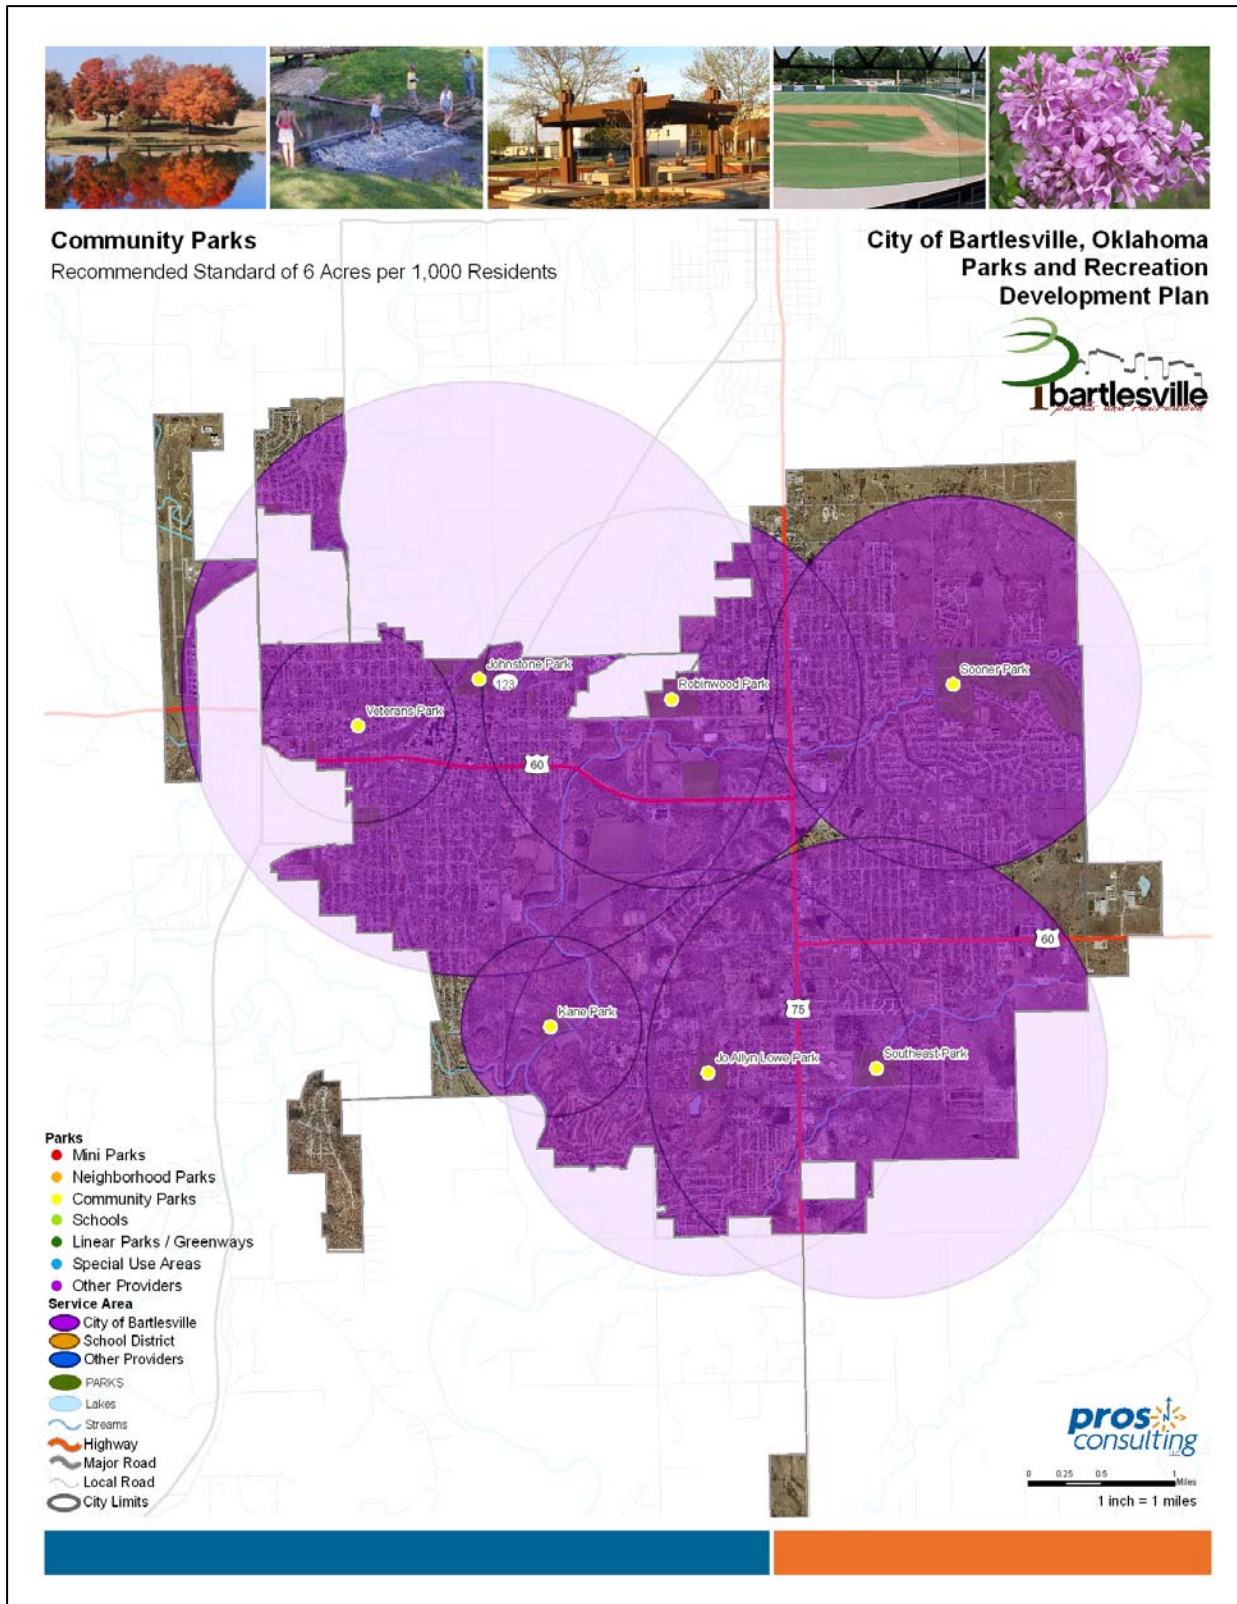 Community Parks
Recommended Standard of 6 Acres per 1,000 Residents
City of Bartlesville, Oklahoma
Parks and Recreation
Development Plan
bartlesville
parks and recreation
Johnstone Park
123
Robinwood Park
Sooner Park
Veterans Park
60
60
Kane Park
75
Jo Allyn Lowe Park
Southeast Park
Parks
Mini Parks
Neighborhood Parks
Community Parks
Schools
Linear Parks / Greenways
Special Use Areas
Other Providers
Service Area
City of Bartlesville
School District
Other Providers
PARKS
Lakes
Streams
Highway
Major Road
Local Road
City Limits
N
pros
consulting
LLC
0 0.25 0.5 1
Miles
1 inch = 1 miles